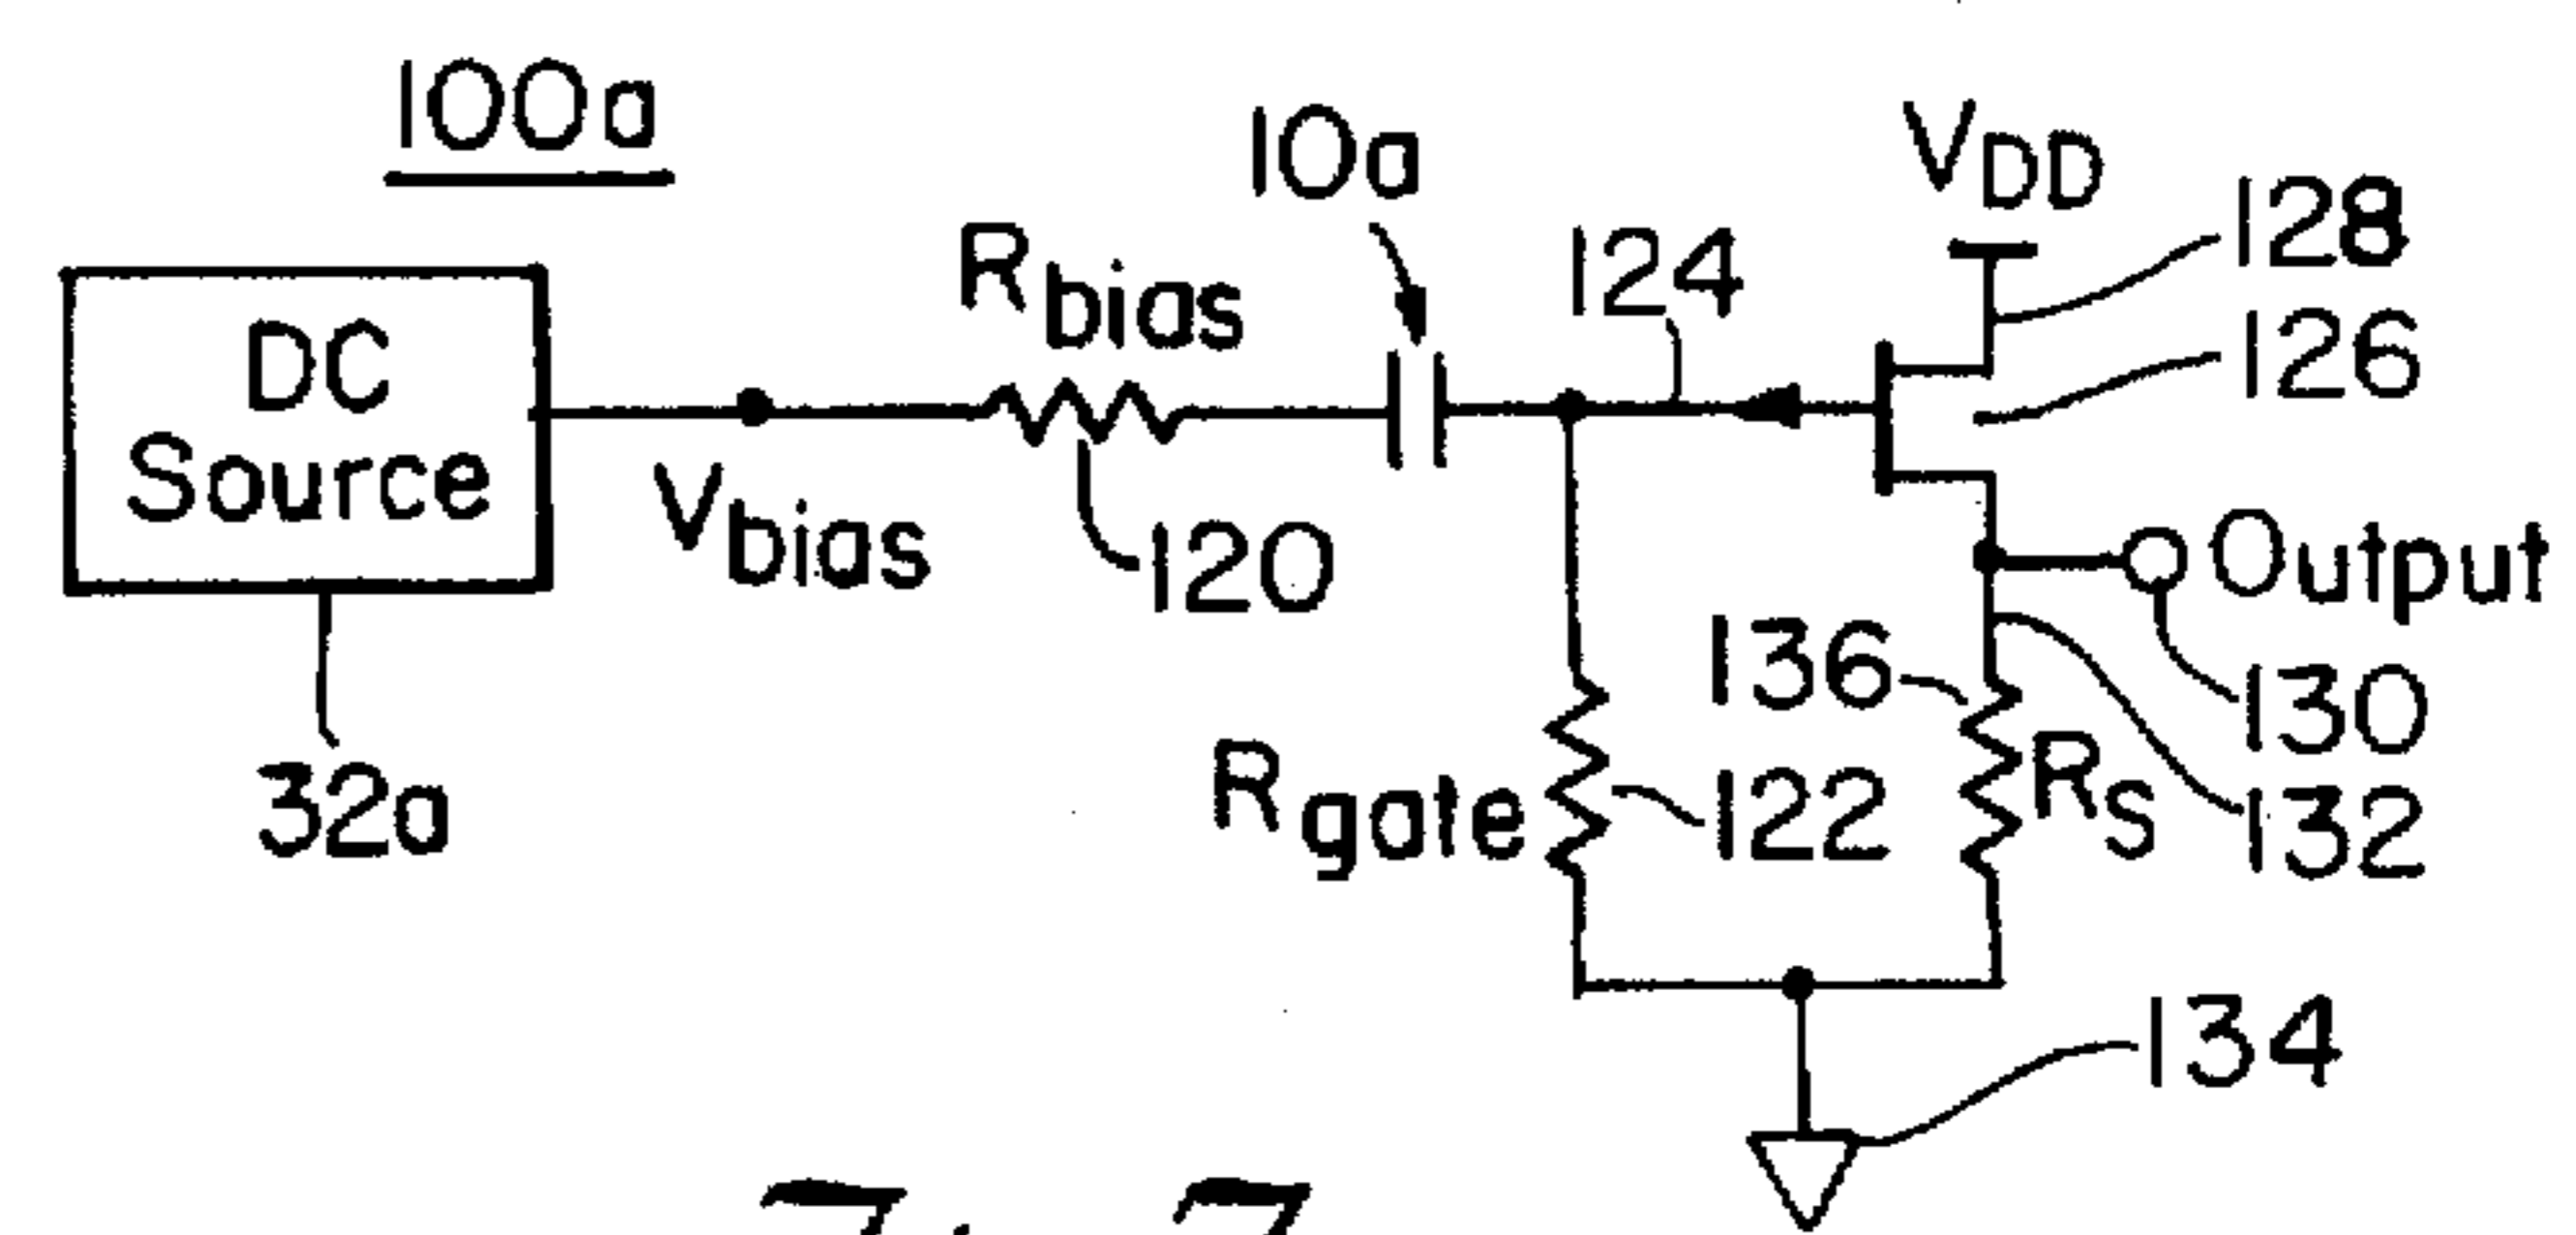 100a
10a
VDD
128
Rbias
124
126
DC
Source
Vbias
120
Output
136
130
Rgate
122
RS
132
32a
134